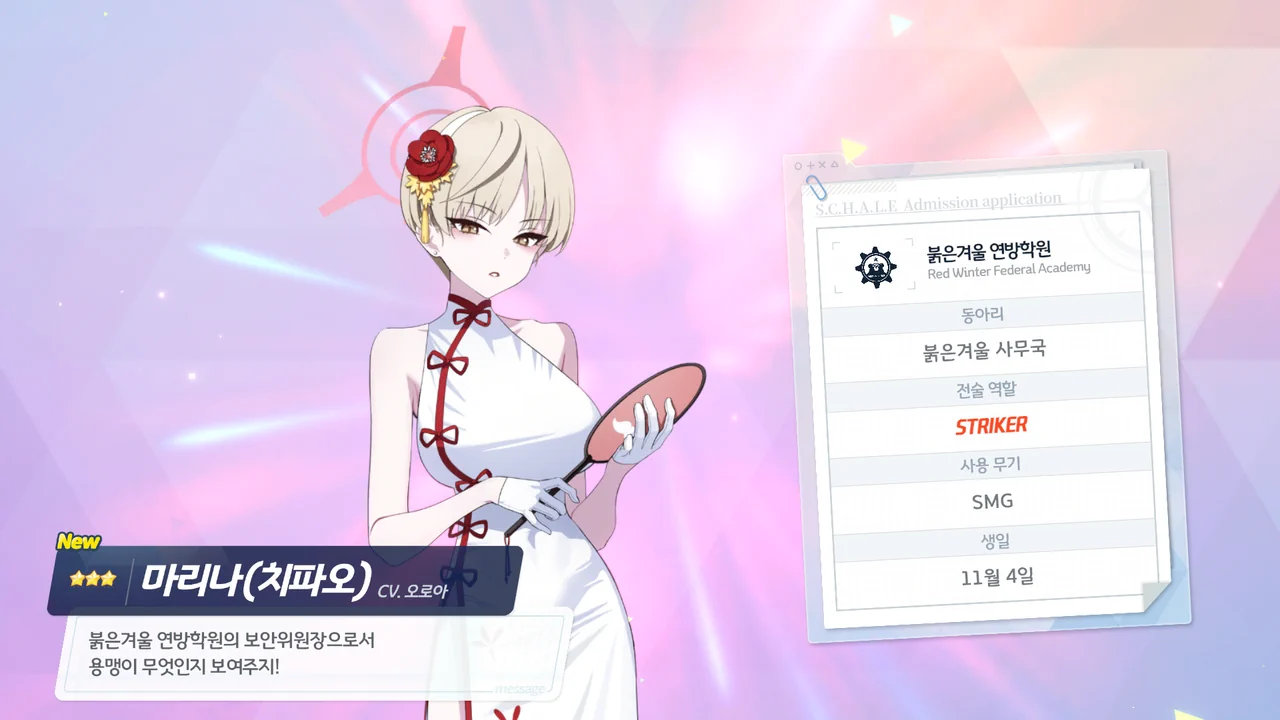 S.C.H.A.L.E Admission application
붉은겨울 연방학원
Red Winter Federal Academy
동아리
붉은겨울 사무국
전술 역할
STRIKER
사용 무기
SMG
생일
11월 4일
New
마리나(치파오) CV. 오로아
붉은겨울 연방학원의 보안위원장으로서
용맹이 무엇인지 보여주지!
message